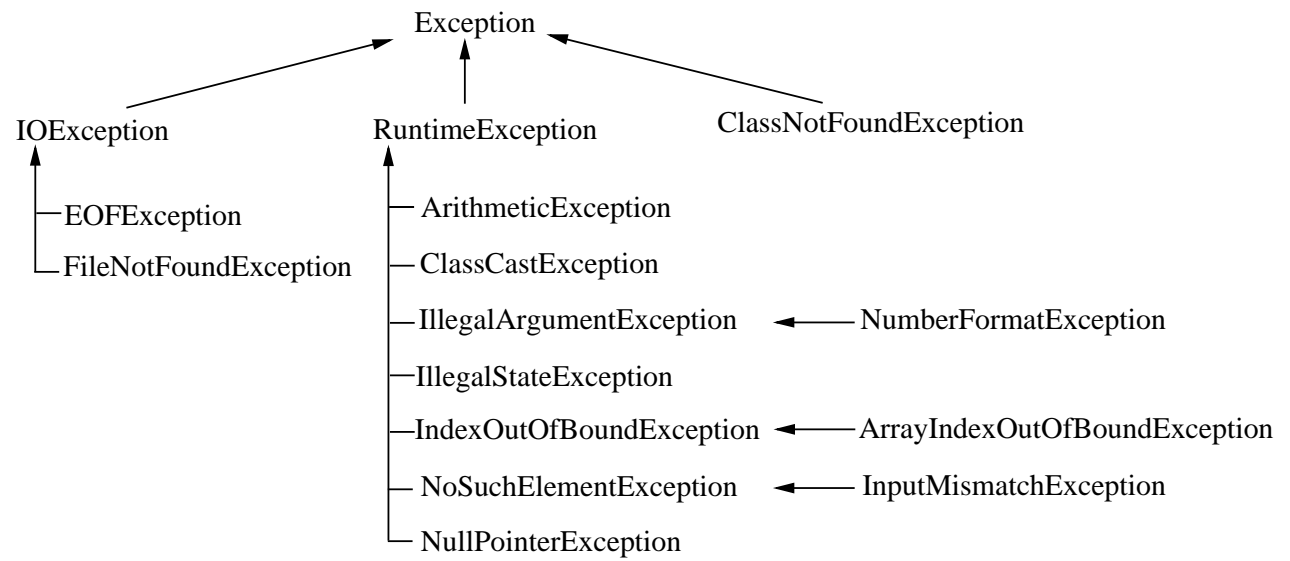 Exception
IOException
RuntimeException
ClassNotFoundException
EOFException
FileNotFoundException
ArithmeticException
ClassCastException
IllegalArgumentException
NumberFormatException
IllegalStateException
IndexOutOfBoundException
ArrayIndexOutOfBoundException
NoSuchElementException
InputMismatchException
NullPointerException